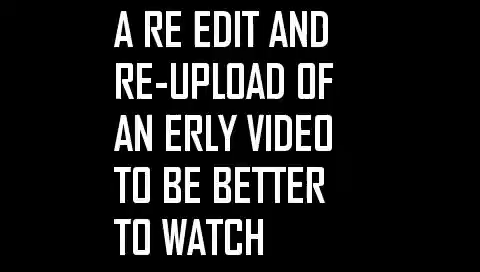 A RE EDIT AND
RE-UPLOAD OF
AN ERLY VIDEO
TO BE BETTER
TO WATCH